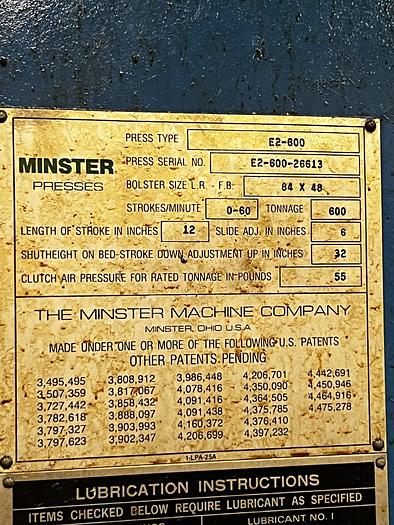 PRESS TYPE E2-600
MINSTER PRESS SERIAL NO. E2-600-26613
PRESSES BOLSTER SIZE L.R. - F.B. 84 X 48
STROKES/MINUTE 0-60 TONNAGE 600
LENGTH OF STROKE IN INCHES 12 SLIDE ADJ. IN INCHES 6
SHUTHEIGHT ON BED-STROKE DOWN, ADJUSTMENT UP IN INCHES 32
CLUTCH AIR PRESSURE FOR RATED TONNAGE IN POUNDS 55
THE MINSTER MACHINE COMPANY
MINSTER, OHIO U.S.A
MADE UNDER ONE OR MORE OF THE FOLLOWING U.S. PATENTS
OTHER PATENTS PENDING
3,495,495 3,808,912 3,986,448 4,206,701 4,442,691
3,507,359 3,817,067 4,078,416 4,350,090 4,450,946
3,727,442 3,858,432 4,091,416 4,364,505 4,464,916
3,782,618 3,888,097 4,091,438 4,375,785 4,475,278
3,797,327 3,903,993 4,160,372 4,376,410
3,797,623 3,902,347 4,206,699 4,397,232
1-LPA-25A
LUBRICATION INSTRUCTIONS
ITEMS CHECKED BELOW REQUIRE LUBRICANT AS SPECIFIED
LUBRICANT NO. I